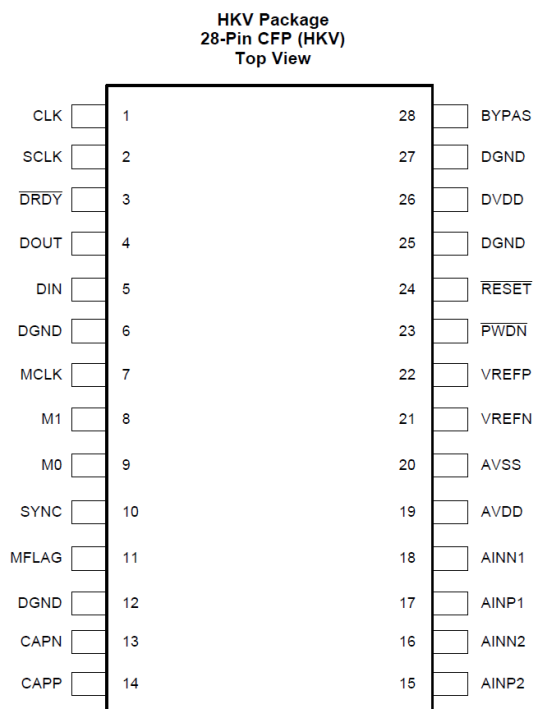 HKV Package
28-Pin CFP (HKV)
Top View
CLK 1 28 BYPAS
SCLK 2 27 DGND
DRDY 3 26 DVDD
DOUT 4 25 DGND
DIN 5 24 RESET
DGND 6 23 PWDN
MCLK 7 22 VREFP
M1 8 21 VREFN
M0 9 20 AVSS
SYNC 10 19 AVDD
MFLAG 11 18 AINN1
DGND 12 17 AINP1
CAPN 13 16 AINN2
CAPP 14 15 AINP2